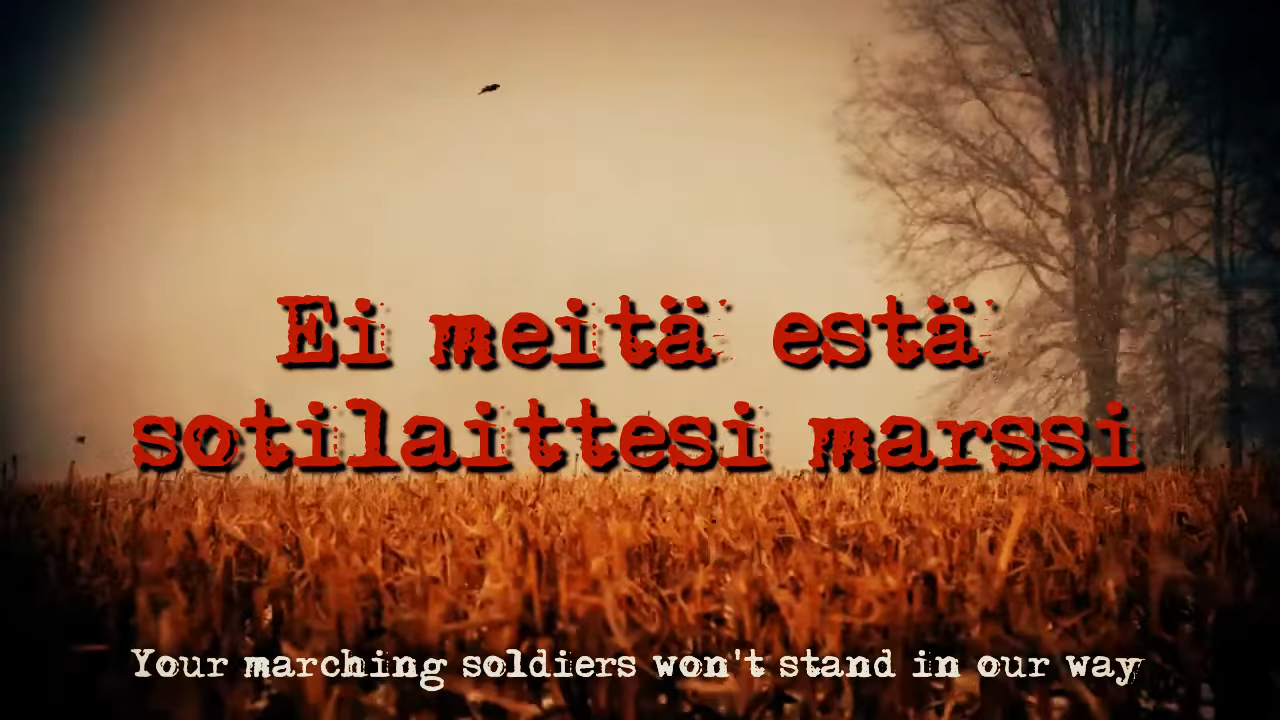 Ei meitä estä
sotilaittesi marssi
Your marching soldiers won't stand in our way